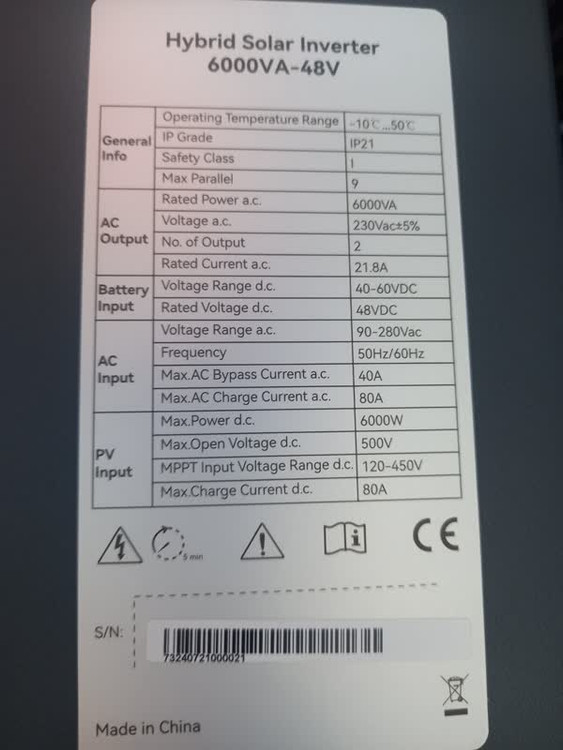 Hybrid Solar Inverter
6000VA-48V
General Info
Operating Temperature Range -10℃...50℃
IP Grade IP21
Safety Class I
Max Parallel 9
AC Output
Rated Power a.c. 6000VA
Voltage a.c. 230Vac±5%
No. of Output 2
Rated Current a.c. 21.8A
Battery Input
Voltage Range d.c. 40-60VDC
Rated Voltage d.c. 48VDC
AC Input
Voltage Range a.c. 90-280Vac
Frequency 50Hz/60Hz
Max.AC Bypass Current a.c. 40A
Max.AC Charge Current a.c. 80A
PV Input
Max.Power d.c. 6000W
Max.Open Voltage d.c. 500V
MPPT Input Voltage Range d.c. 120-450V
Max.Charge Current d.c. 80A
5 min
CE
S/N:
73240721000021
Made in China